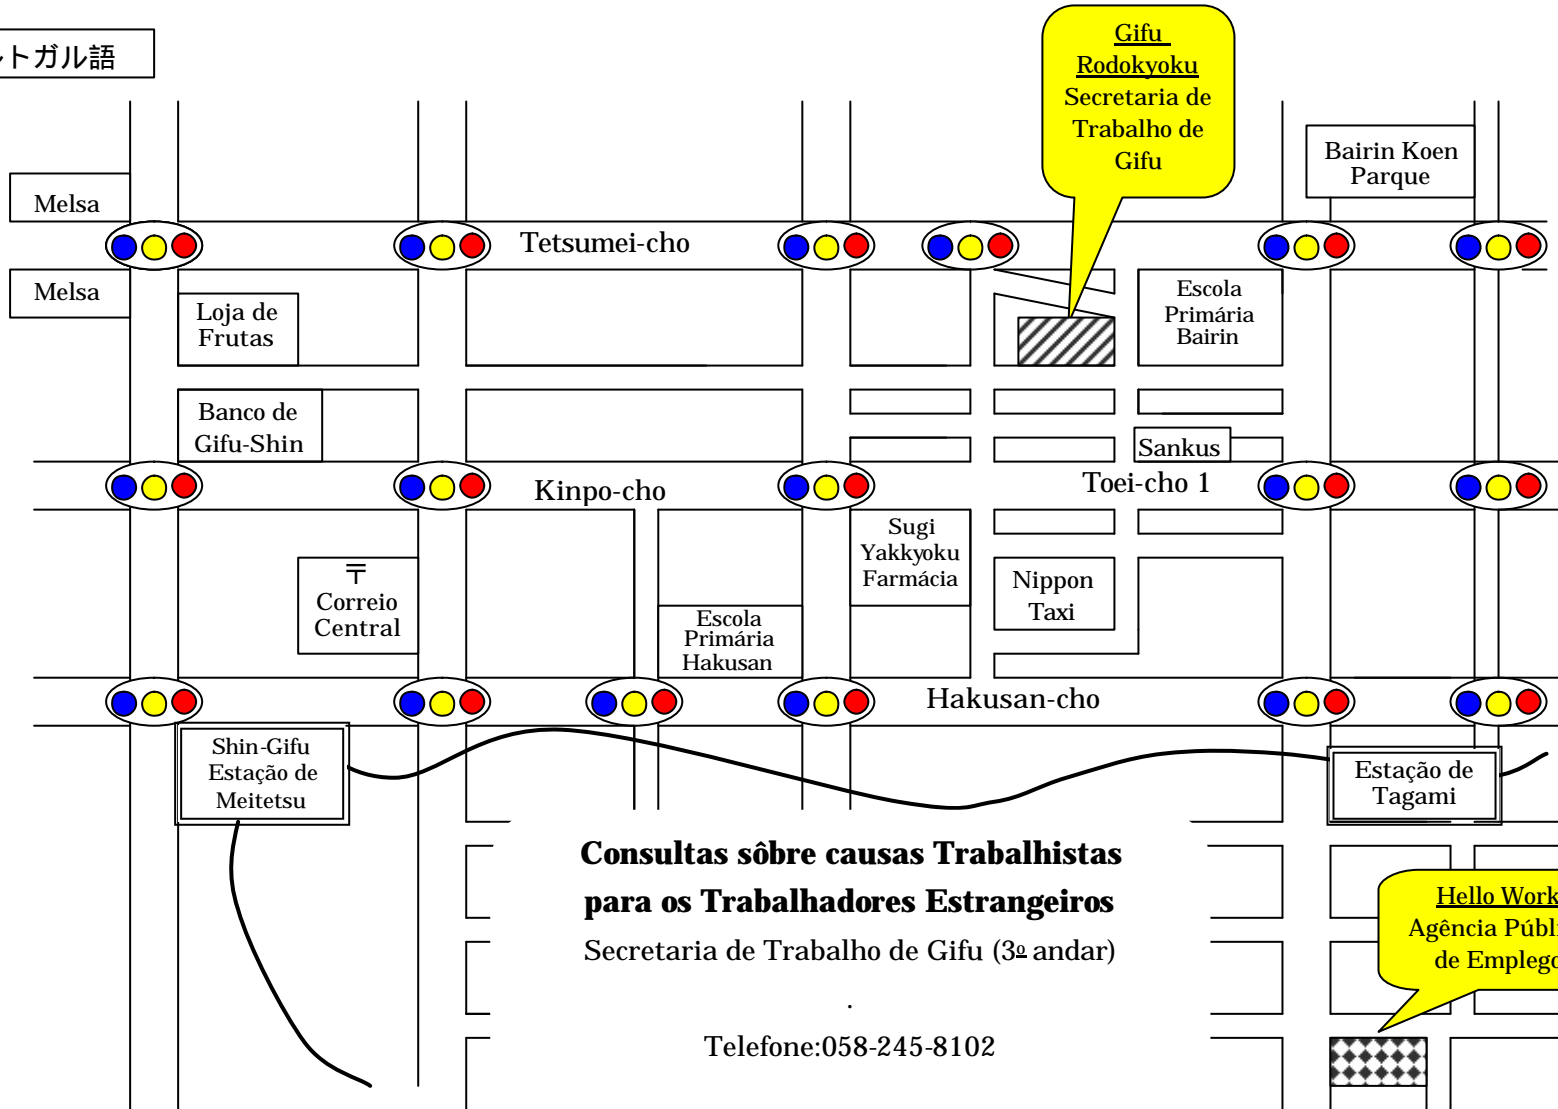 ルトガル語
Gifu
Rodokyoku
Secretaria de
Trabalho de
Gifu
Bairin Koen
Parque
Melsa
Tetsumei-cho
Melsa
Loja de
Frutas
Escola
Primária
Bairin
Banco de
Gifu-Shin
Sankus
Kinpo-cho
Toei-cho 1
Sugi
Yakkyoku
Farmácia
〒
Correio
Central
Nippon
Taxi
Escola
Primária
Hakusan
Hakusan-cho
Shin-Gifu
Estação de
Meitetsu
Estação de
Tagami
Consultas sôbre causas Trabalhistas
para os Trabalhadores Estrangeiros
Secretaria de Trabalho de Gifu (3º andar)
.
Telefone:058-245-8102
Hello Work
Agência Públi
de Emplego